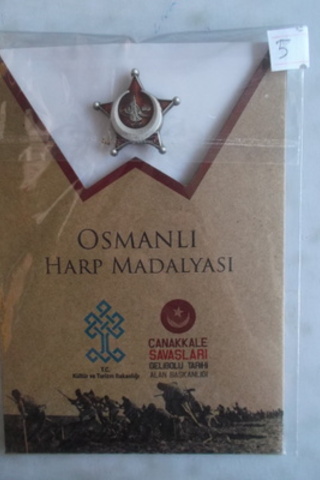 5
OSMANLI
HARP MADALYASI
T.C.
Kültür ve Turizm Bakanlığı
ÇANAKKALE
SAVAŞLARI
GELİBOLU TARİHİ
ALAN BAŞKANLIĞI